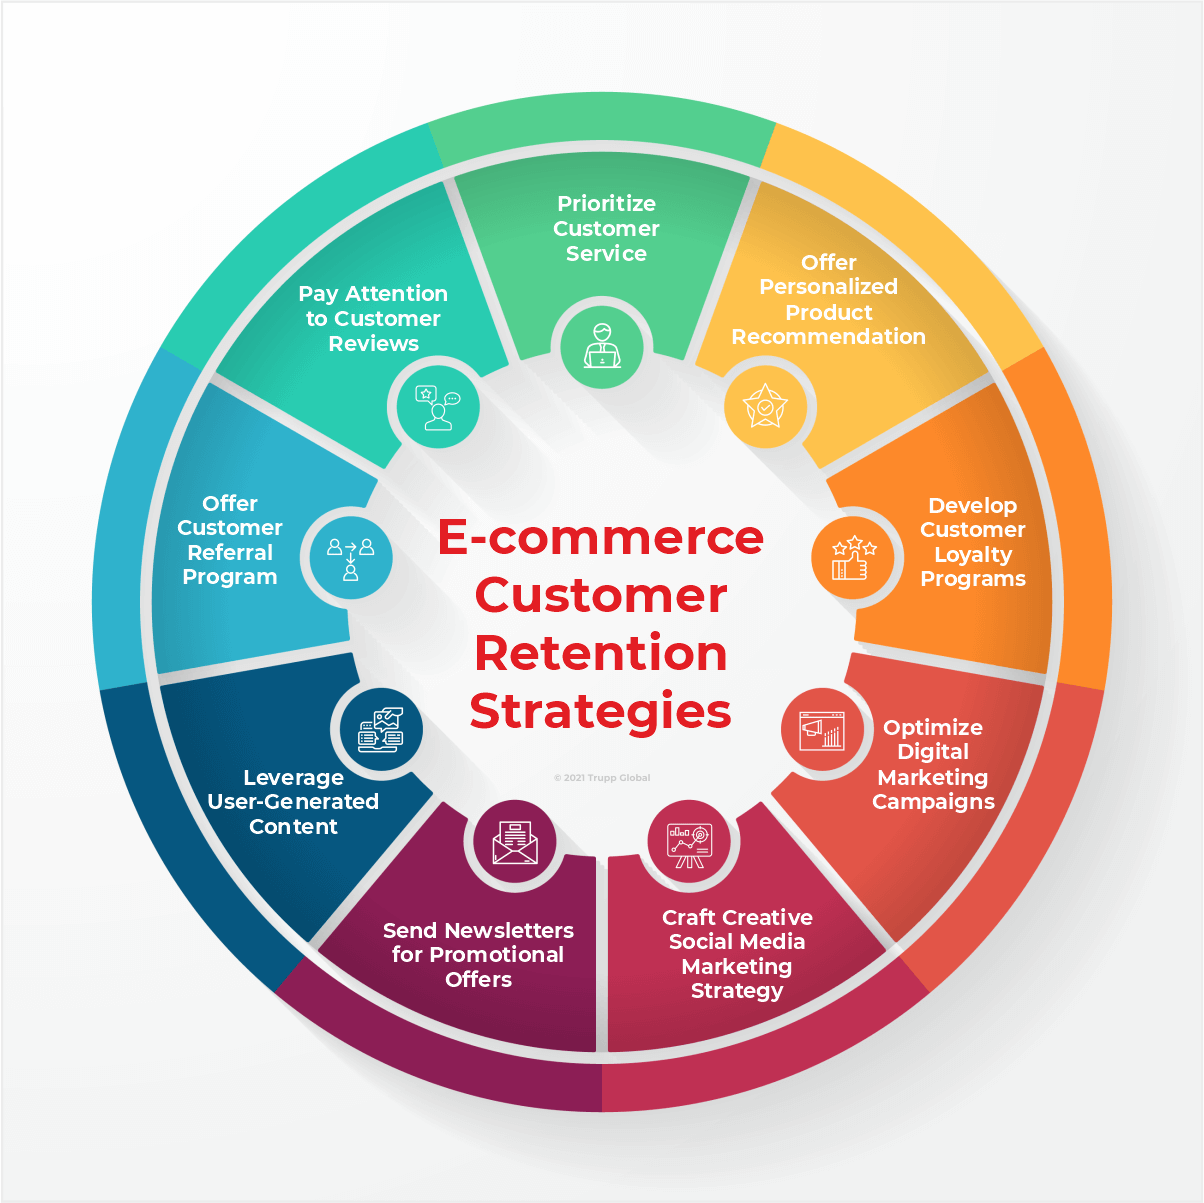 E-commerce
Customer
Retention
Strategies
© 2021 Trupp Global
Prioritize
Customer
Service
Offer
Personalized
Product
Recommendation
Develop
Customer
Loyalty
Programs
Optimize
Digital
Marketing
Campaigns
Craft Creative
Social Media
Marketing
Strategy
Send Newsletters
for Promotional
Offers
Leverage
User-Generated
Content
Offer
Customer
Referral
Program
Pay Attention
to Customer
Reviews